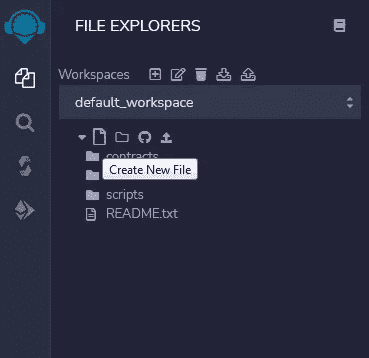 FILE EXPLORERS
Workspaces
default_workspace
contracts
Create New File
scripts
README.txt